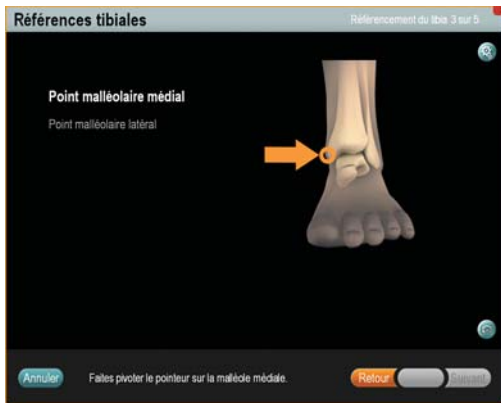 Références tibiales
Référencement du tibia 3 sur 5
Point malléolaire médial
Point malléolaire latéral
Annuler
Faites pivoter le pointeur sur la malléole médiale.
Retour
Suivant